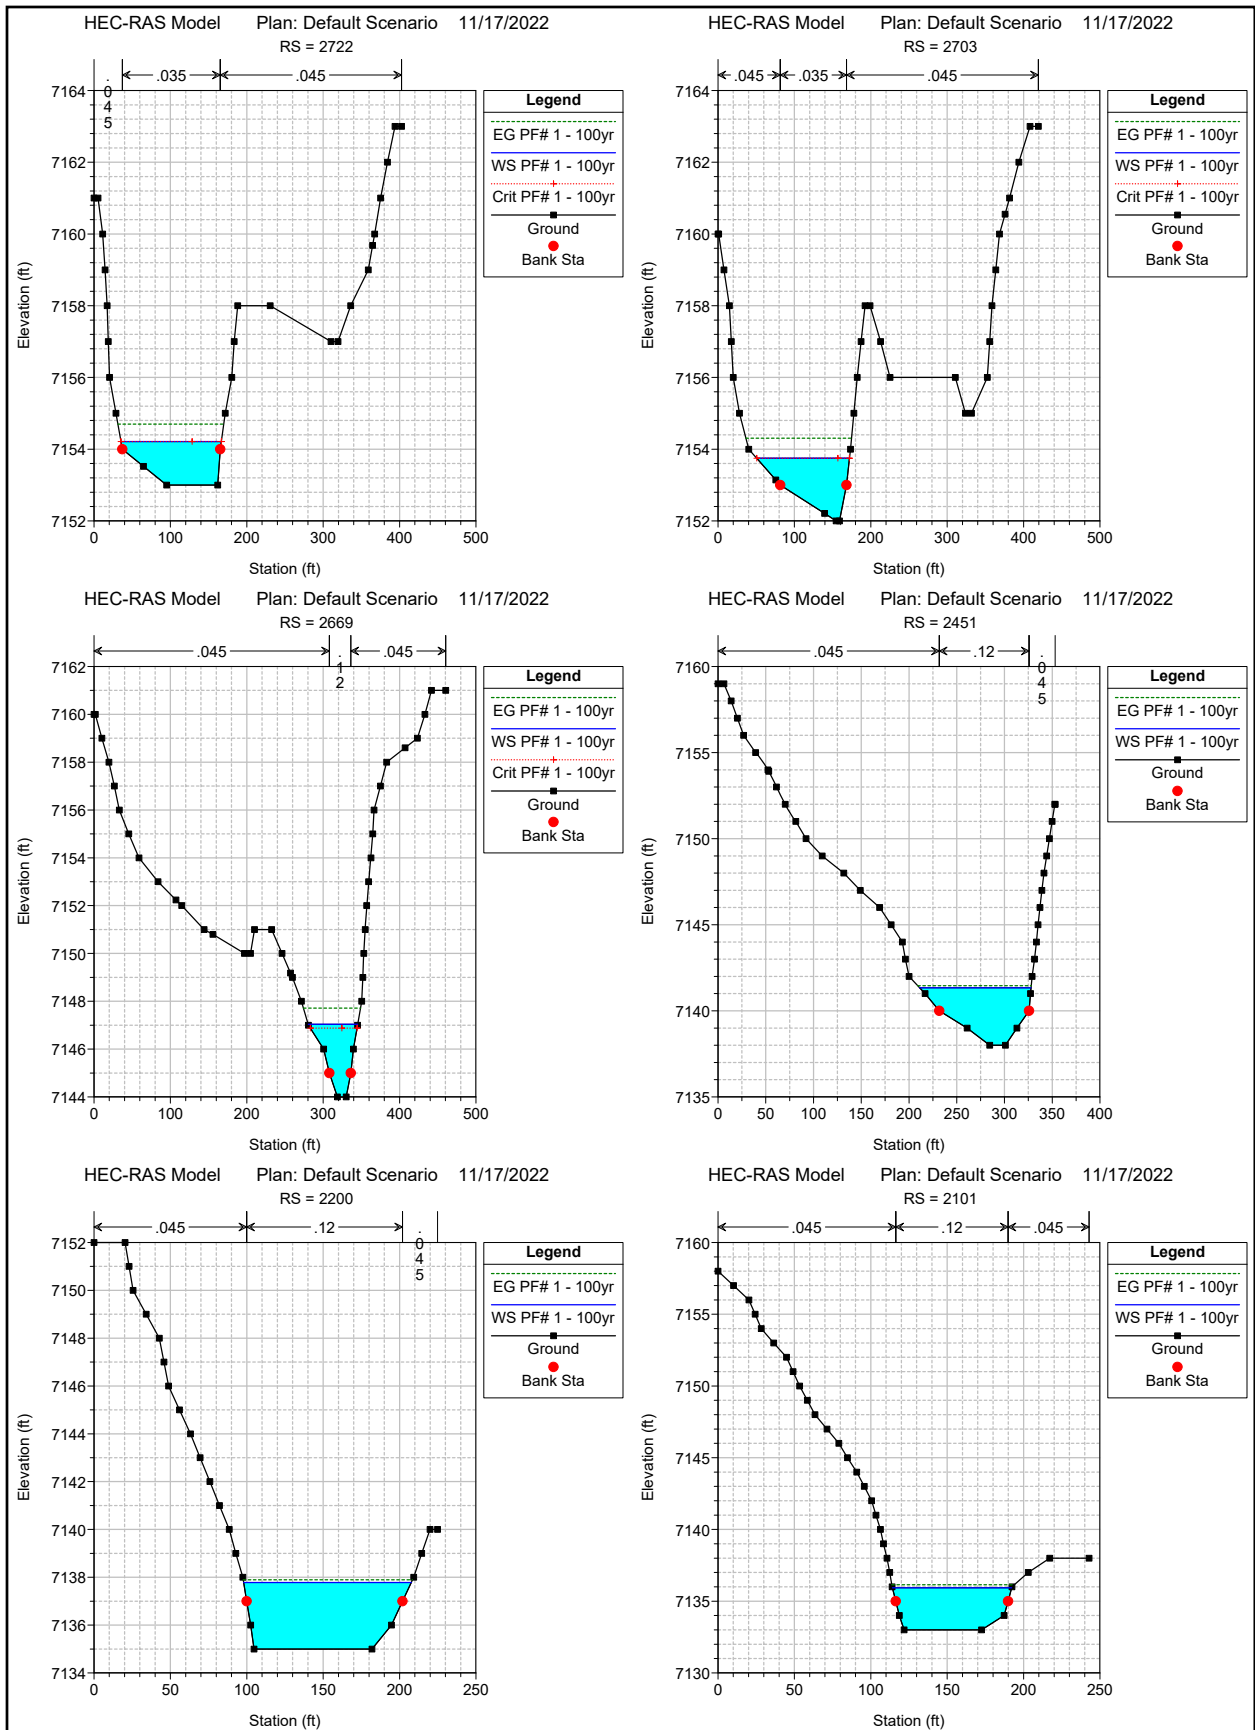 HEC-RAS Model Plan: Default Scenario 11/17/2022
RS = 2722
.045 .035 .045
7164
7162
7160
7158
7156
7154
7152
Elevation (ft)
0 100 200 300 400 500
Station (ft)
Legend
EG PF# 1 - 100yr
WS PF# 1 - 100yr
Crit PF# 1 - 100yr
Ground
Bank Sta
HEC-RAS Model Plan: Default Scenario 11/17/2022
RS = 2703
.045 .035 .045
7164
7162
7160
7158
7156
7154
7152
Elevation (ft)
0 100 200 300 400 500
Station (ft)
Legend
EG PF# 1 - 100yr
WS PF# 1 - 100yr
Crit PF# 1 - 100yr
Ground
Bank Sta
HEC-RAS Model Plan: Default Scenario 11/17/2022
RS = 2669
.045 .12 .045
7162
7160
7158
7156
7154
7152
7150
7148
7146
7144
Elevation (ft)
0 100 200 300 400 500
Station (ft)
Legend
EG PF# 1 - 100yr
WS PF# 1 - 100yr
Crit PF# 1 - 100yr
Ground
Bank Sta
HEC-RAS Model Plan: Default Scenario 11/17/2022
RS = 2451
.045 .12 .045
7160
7155
7150
7145
7140
7135
Elevation (ft)
0 50 100 150 200 250 300 350 400
Station (ft)
Legend
EG PF# 1 - 100yr
WS PF# 1 - 100yr
Ground
Bank Sta
HEC-RAS Model Plan: Default Scenario 11/17/2022
RS = 2200
.045 .12 .045
7152
7150
7148
7146
7144
7142
7140
7138
7136
7134
Elevation (ft)
0 50 100 150 200 250
Station (ft)
Legend
EG PF# 1 - 100yr
WS PF# 1 - 100yr
Ground
Bank Sta
HEC-RAS Model Plan: Default Scenario 11/17/2022
RS = 2101
.045 .12 .045
7160
7155
7150
7145
7140
7135
7130
Elevation (ft)
0 50 100 150 200 250
Station (ft)
Legend
EG PF# 1 - 100yr
WS PF# 1 - 100yr
Ground
Bank Sta